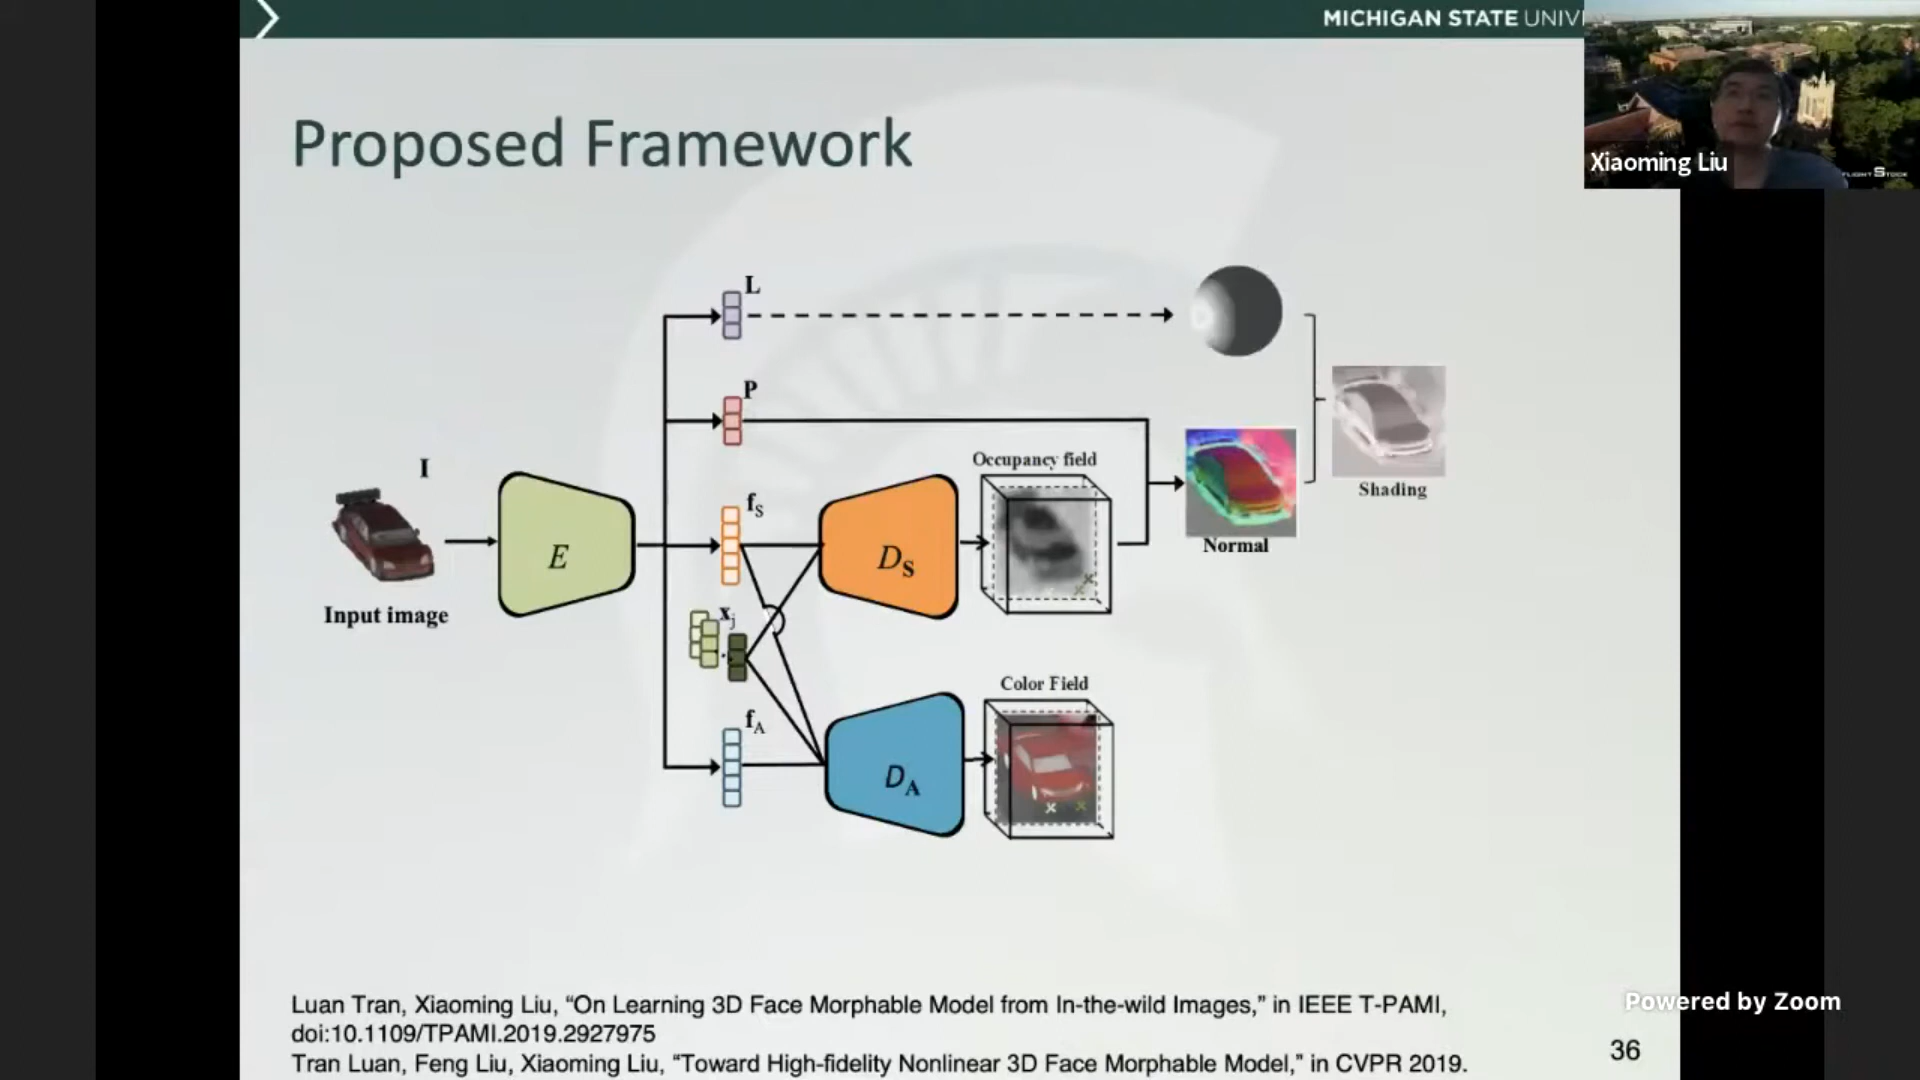 MICHIGAN STATE UNIV
Xiaoming Liu
Proposed Framework
L
P
I
Input image
E
fS
xj
fA
DS
DA
Occupancy field
Color Field
Normal
Shading
Luan Tran, Xiaoming Liu, “On Learning 3D Face Morphable Model from In-the-wild Images,” in IEEE T-PAMI,
doi:10.1109/TPAMI.2019.2927975
Tran Luan, Feng Liu, Xiaoming Liu, “Toward High-fidelity Nonlinear 3D Face Morphable Model,” in CVPR 2019.
36
Powered by Zoom